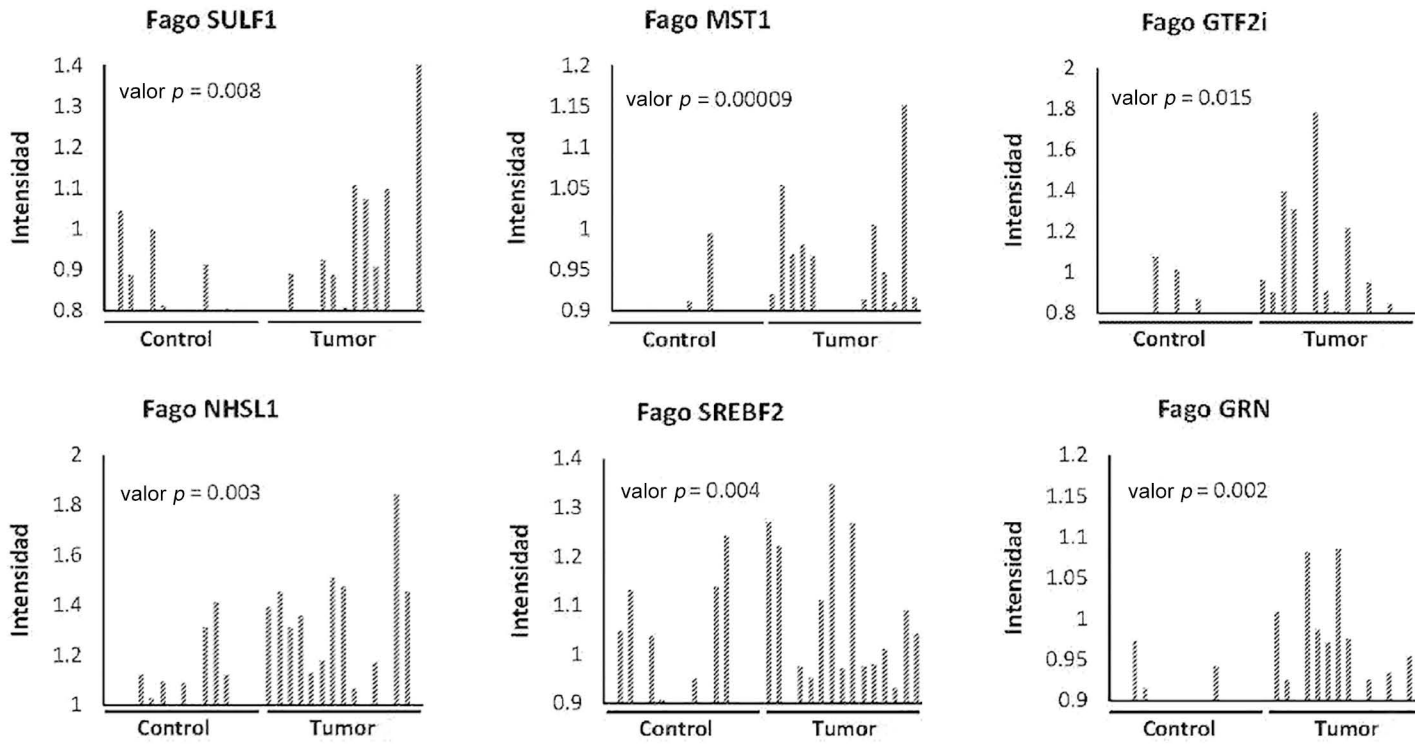 Fago SULF1
Intensidad
1.4
1.3
1.2
1.1
1
0.9
0.8
valor p = 0.008
Control
Tumor
Fago MST1
Intensidad
1.2
1.15
1.1
1.05
1
0.95
0.9
valor p = 0.00009
Control
Tumor
Fago GTF2i
Intensidad
2
1.8
1.6
1.4
1.2
1
0.8
valor p = 0.015
Control
Tumor
Fago NHSL1
Intensidad
2
1.8
1.6
1.4
1.2
1
valor p = 0.003
Control
Tumor
Fago SREBF2
Intensidad
1.4
1.3
1.2
1.1
1
0.9
valor p = 0.004
Control
Tumor
Fago GRN
Intensidad
1.2
1.15
1.1
1.05
1
0.95
0.9
valor p = 0.002
Control
Tumor